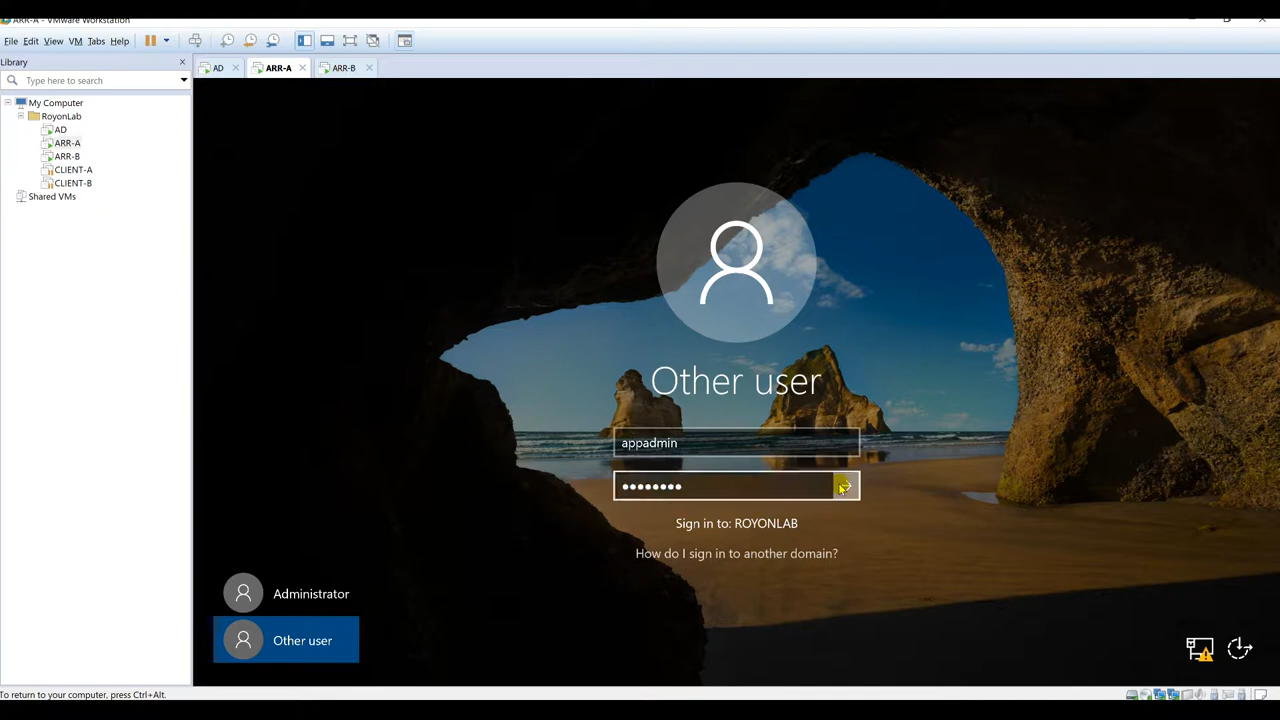 ARR-A - VMware Workstation
File Edit View VM Tabs Help
Library
Type here to search
AD
ARR-A
ARR-B
My Computer
RoyonLab
AD
ARR-A
ARR-B
CLIENT-A
CLIENT-B
Shared VMs
Other user
appadmin
Sign in to: ROYONLAB
How do I sign in to another domain?
Administrator
Other user
To return to your computer, press Ctrl+Alt.